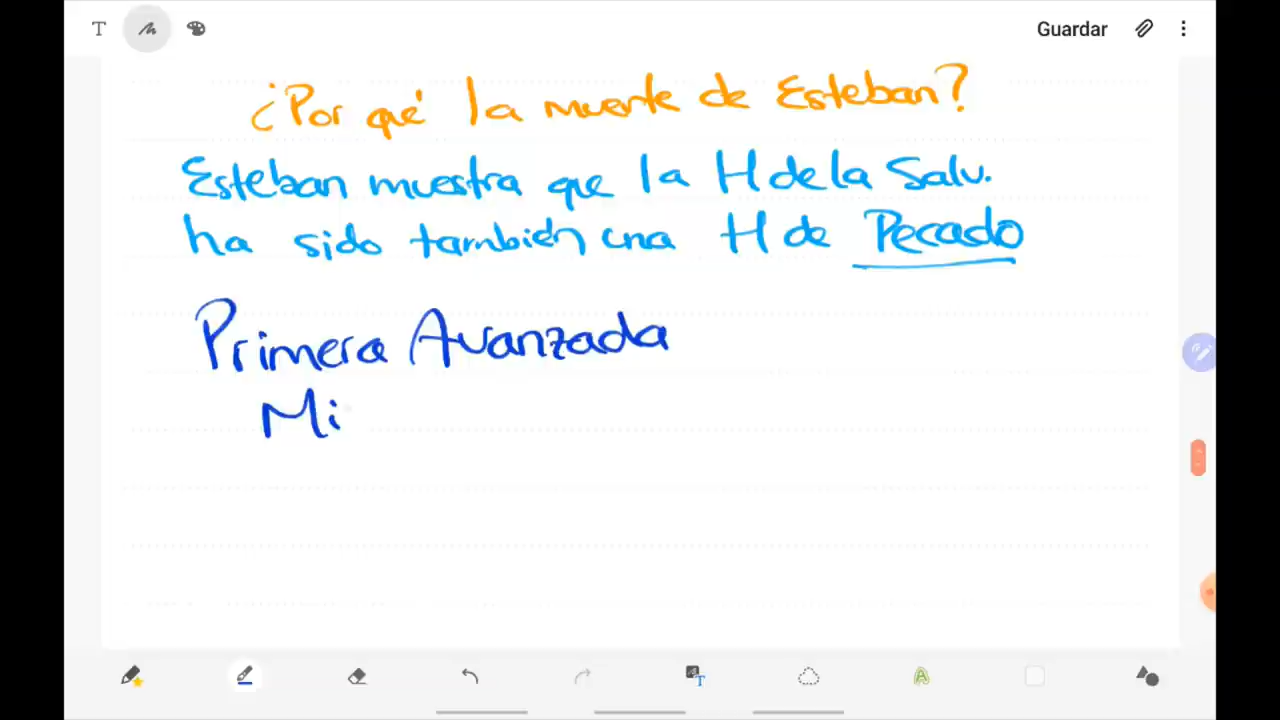 Guardar
¿Por qué la muerte de Esteban?
Esteban muestra que la H de la Salv.
ha sido también una H de Pecado
Primera Avanzada
Mi